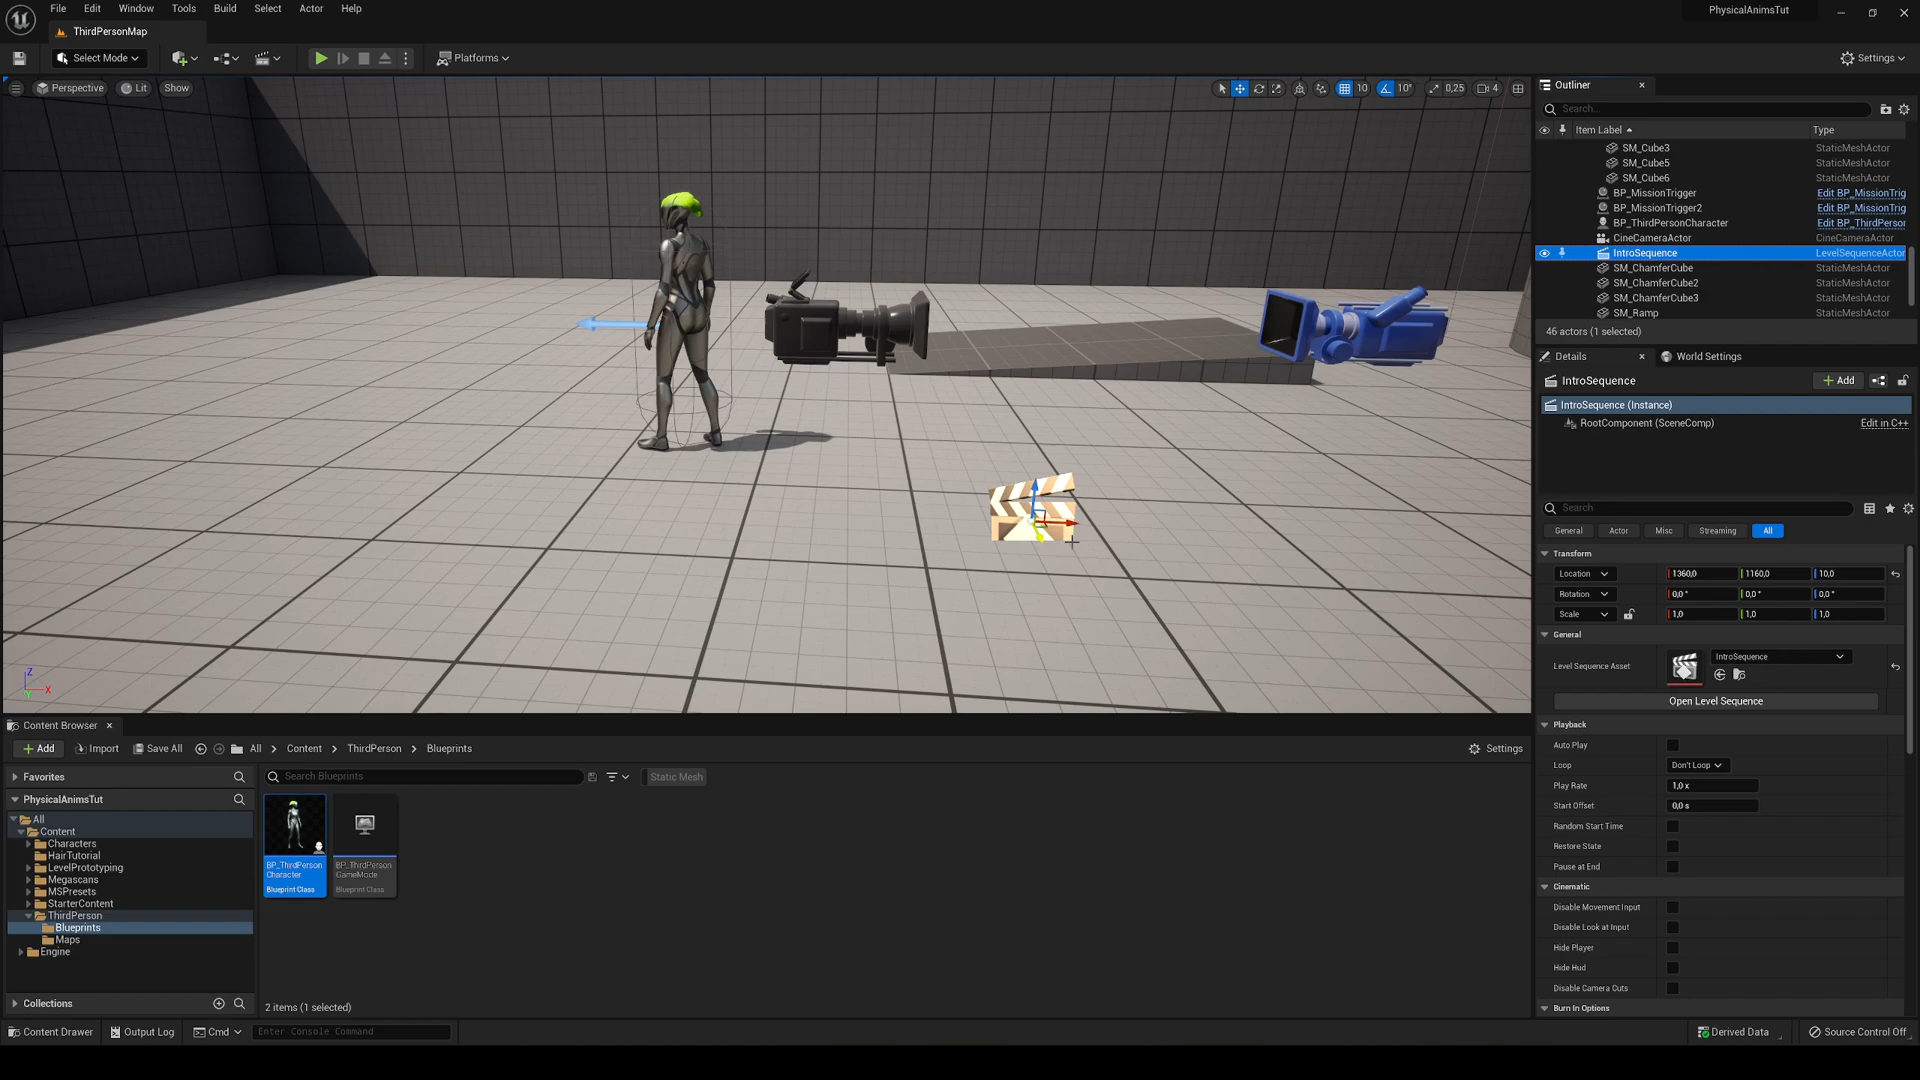 File Edit Window Tools Build Select Actor Help
PhysicalAnimsTut
ThirdPersonMap
Select Mode
Platforms
Settings
Perspective
Lit
Show
10
10°
0,25
4
Outliner
Search...
Item Label
Type
SM_Cube3 StaticMeshActor
SM_Cube5 StaticMeshActor
SM_Cube6 StaticMeshActor
BP_MissionTrigger Edit BP_MissionTrig
BP_MissionTrigger2 Edit BP_MissionTrig
BP_ThirdPersonCharacter Edit BP_ThirdPerson
CineCameraActor CineCameraActor
IntroSequence LevelSequenceActor
SM_ChamferCube StaticMeshActor
SM_ChamferCube2 StaticMeshActor
SM_ChamferCube3 StaticMeshActor
SM_Ramp StaticMeshActor
46 actors (1 selected)
Details
World Settings
IntroSequence
Add
IntroSequence (Instance)
RootComponent (SceneComp) Edit in C++
Search
General Actor Misc Streaming All
Transform
Location 1360,0 1160,0 10,0
Rotation 0,0 ° 0,0 ° 0,0 °
Scale 1,0 1,0 1,0
General
Level Sequence Asset
IntroSequence
Open Level Sequence
Playback
Auto Play
Loop Don't Loop
Play Rate 1,0 x
Start Offset 0,0 s
Random Start Time
Restore State
Pause at End
Cinematic
Disable Movement Input
Disable Look at Input
Hide Player
Hide Hud
Disable Camera Cuts
Burn In Options
Z
X
Content Browser
Add Import Save All All Content ThirdPerson Blueprints Settings
Favorites
Search Blueprints
Static Mesh
PhysicalAnimsTut
All
Content
Characters
HairTutorial
LevelPrototyping
Megascans
MSPresets
StarterContent
ThirdPerson
Blueprints
Maps
Engine
BP_ThirdPerson
Character
Blueprint Class
BP_ThirdPerson
GameMode
Blueprint Class
Collections
2 items (1 selected)
Content Drawer
Output Log
Cmd
Enter Console Command
Derived Data
Source Control Off